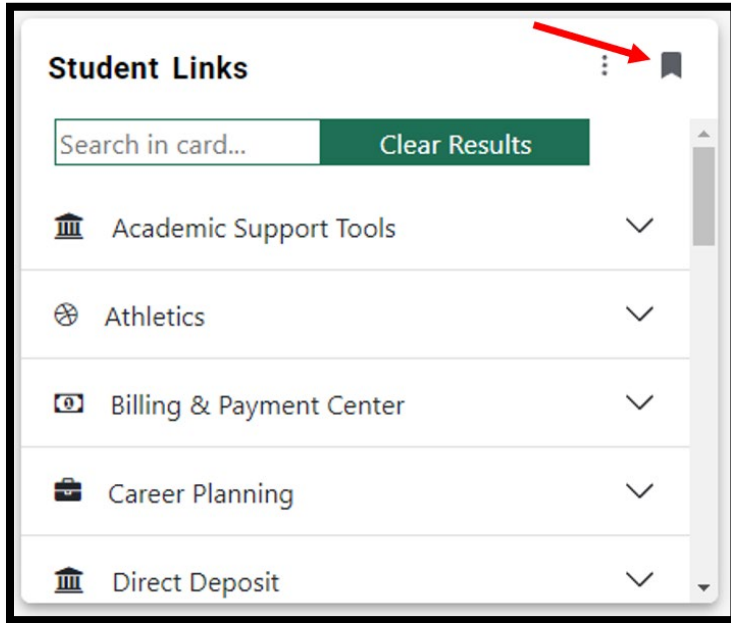 Student Links
Search in card... Clear Results
Academic Support Tools
Athletics
Billing & Payment Center
Career Planning
Direct Deposit